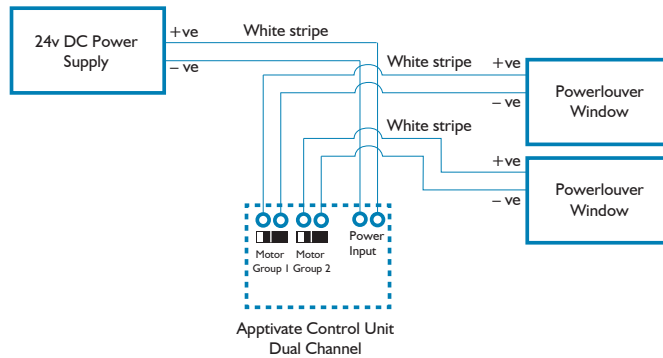 24v DC Power
Supply
+ve
– ve
White stripe
White stripe
+ve
– ve
Powerlouver
Window
White stripe
+ve
– ve
Powerlouver
Window
Motor
Group 1
Motor
Group 2
Power
Input
Apptivate Control Unit
Dual Channel